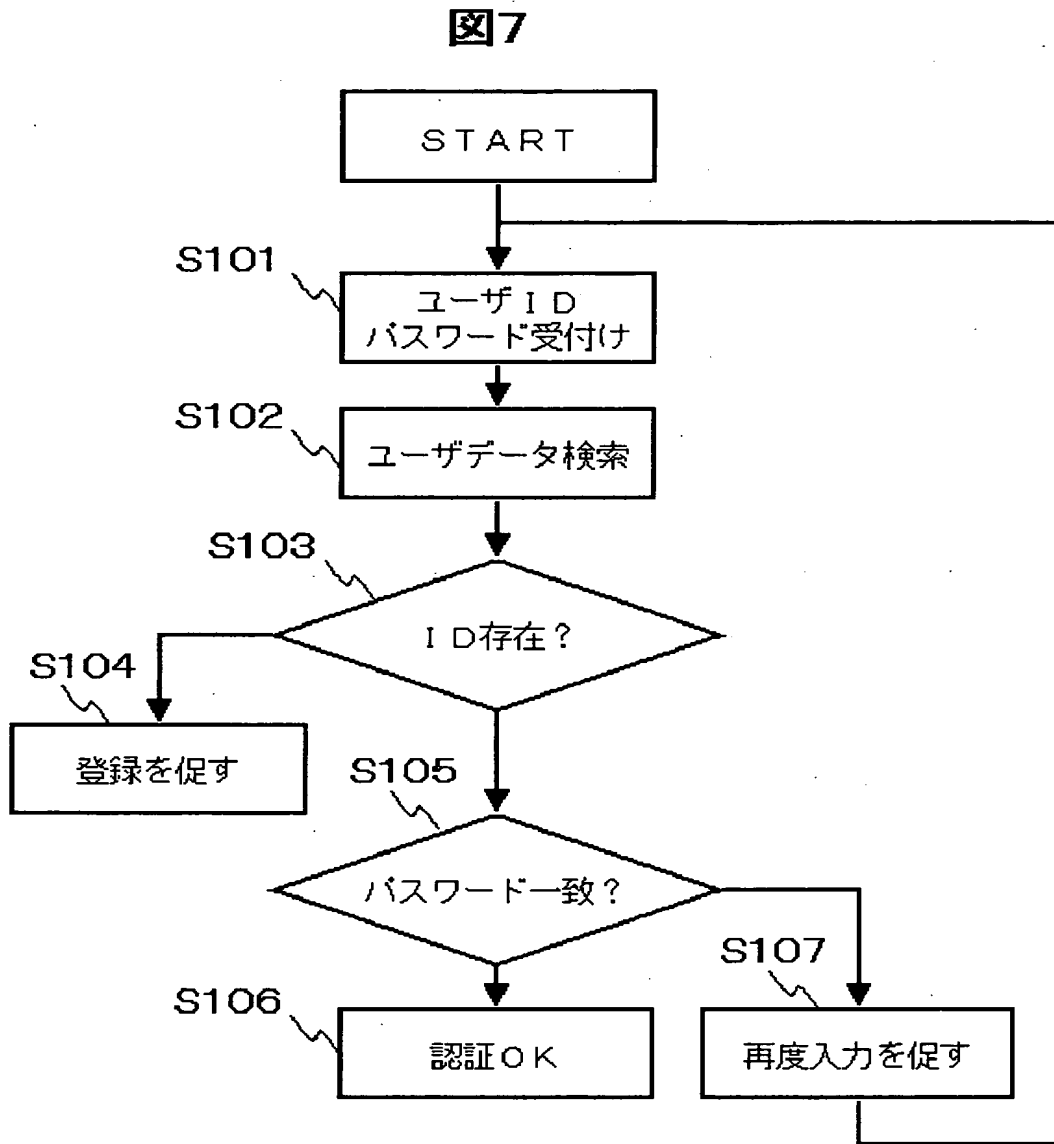 図7
ＳＴＡＲＴ
S101
ユーザＩＤ
パスワード受付け
S102
ユーザデータ検索
S103
ＩＤ存在？
S104
登録を促す
S105
パスワード一致？
S106
認証ＯＫ
S107
再度入力を促す